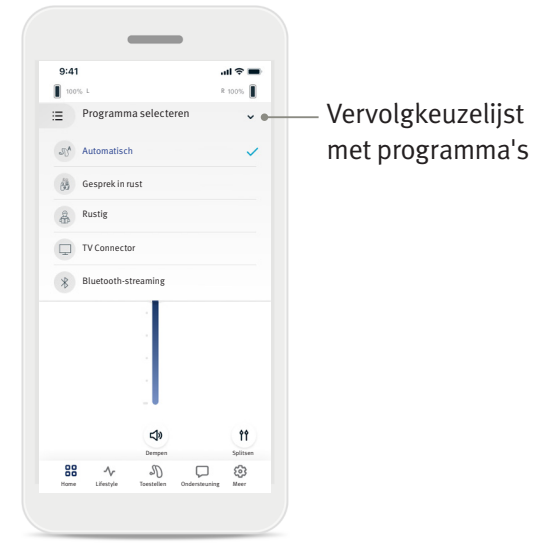 9:41
100% L
R 100%
Programma selecteren
Automatisch
Gesprek in rust
Rustig
TV Connector
Bluetooth-streaming
Dempen
Splitsen
Home
Lifestyle
Toestellen
Ondersteuning
Meer
Vervolgkeuzelijst
met programma's